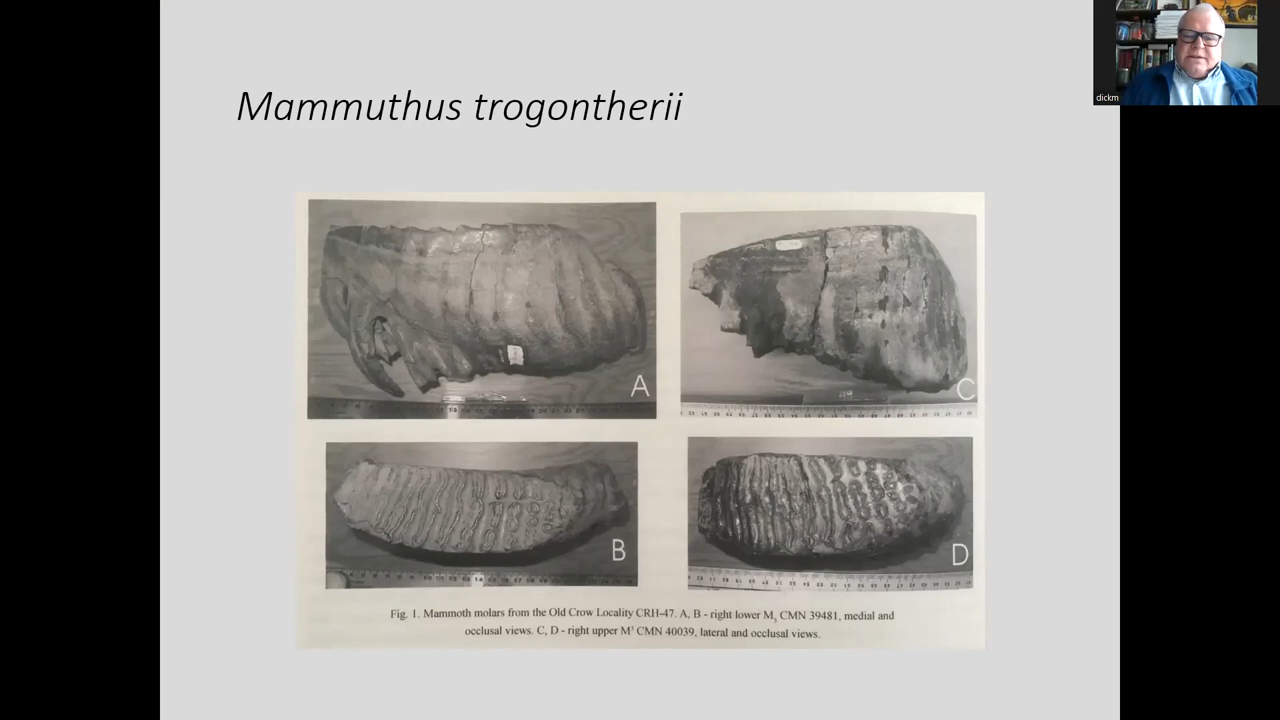 Mammuthus trogontherii
dickm
A
C
B
D
Fig. 1. Mammoth molars from the Old Crow Locality CRH-47. A, B - right lower M₃ CMN 39481, medial and
occlusal views. C, D - right upper M³ CMN 40039, lateral and occlusal views.